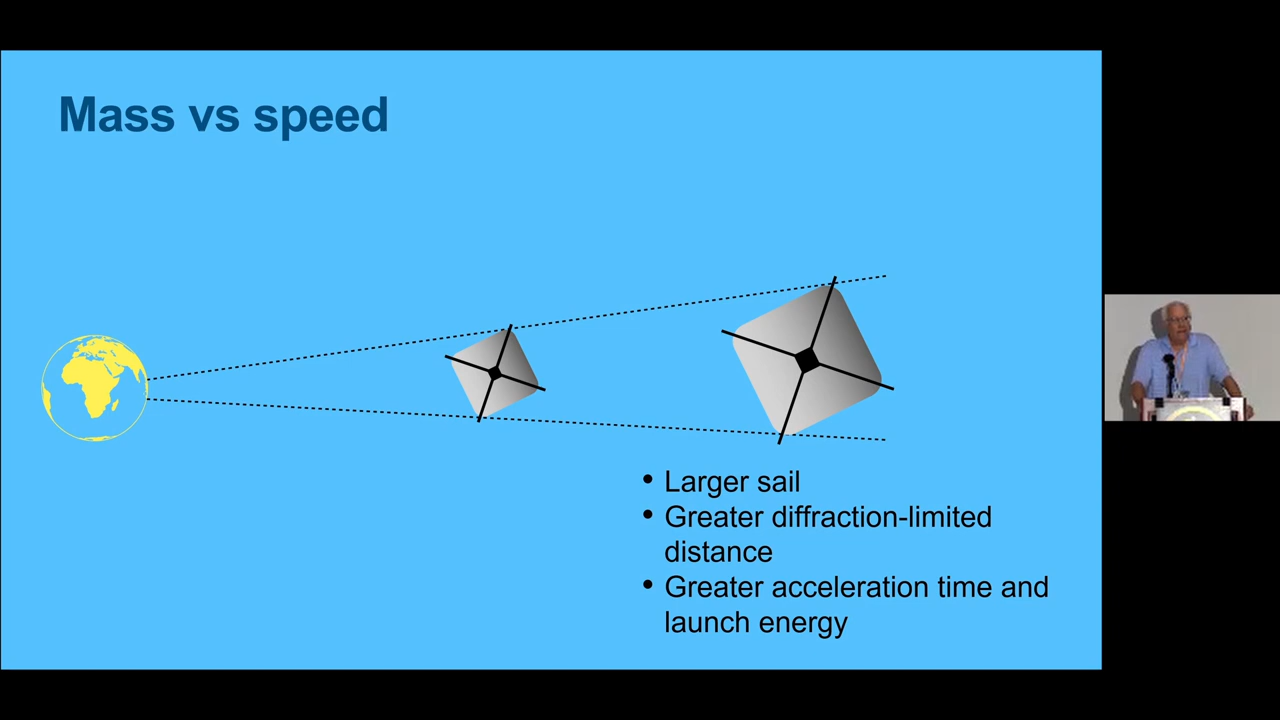 Mass vs speed
• Larger sail
• Greater diffraction-limited
distance
• Greater acceleration time and
launch energy